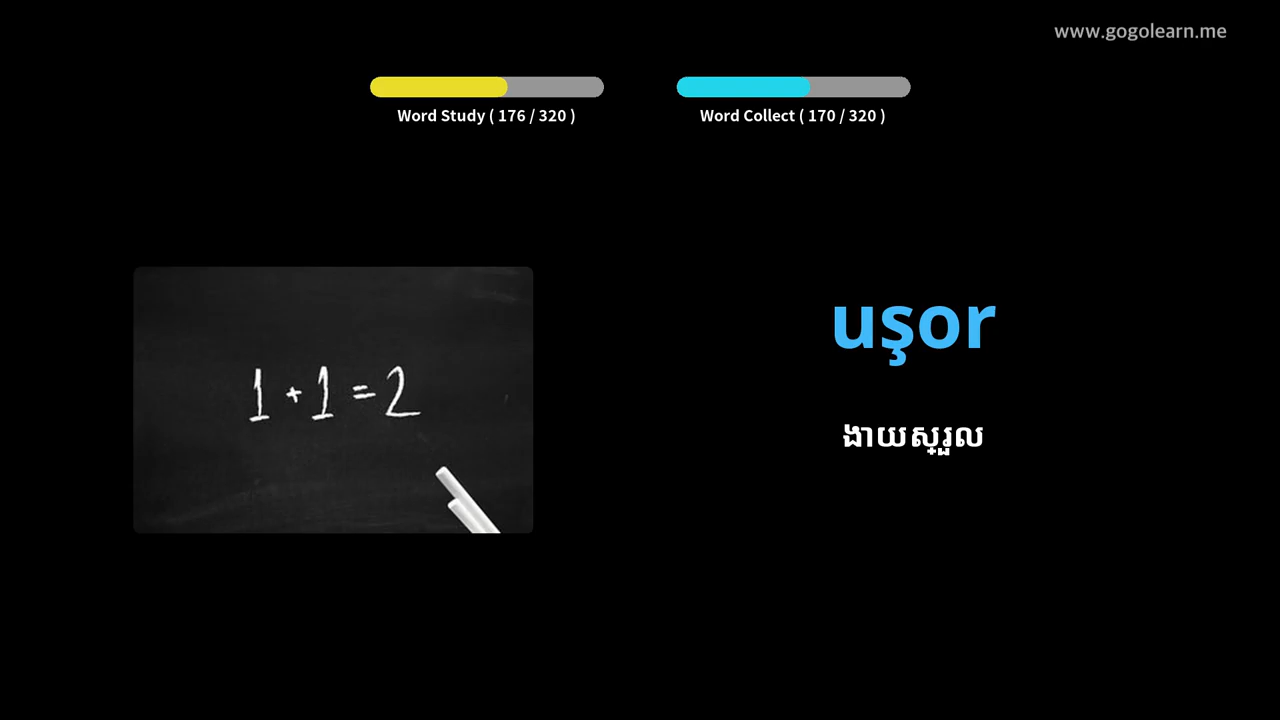 www.gogolearn.me
Word Study ( 176 / 320 )
Word Collect ( 170 / 320 )
1 + 1 = 2
uşor
ងាយស្រួល